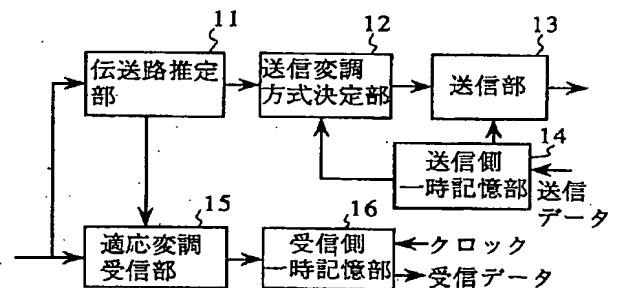 11
12
13
伝送路推定
部
送信変調
方式決定部
送信部
14
送信側
一時記憶部
送信
データ
15
16
適応変調
受信部
受信側
一時記憶部
クロック
受信データ